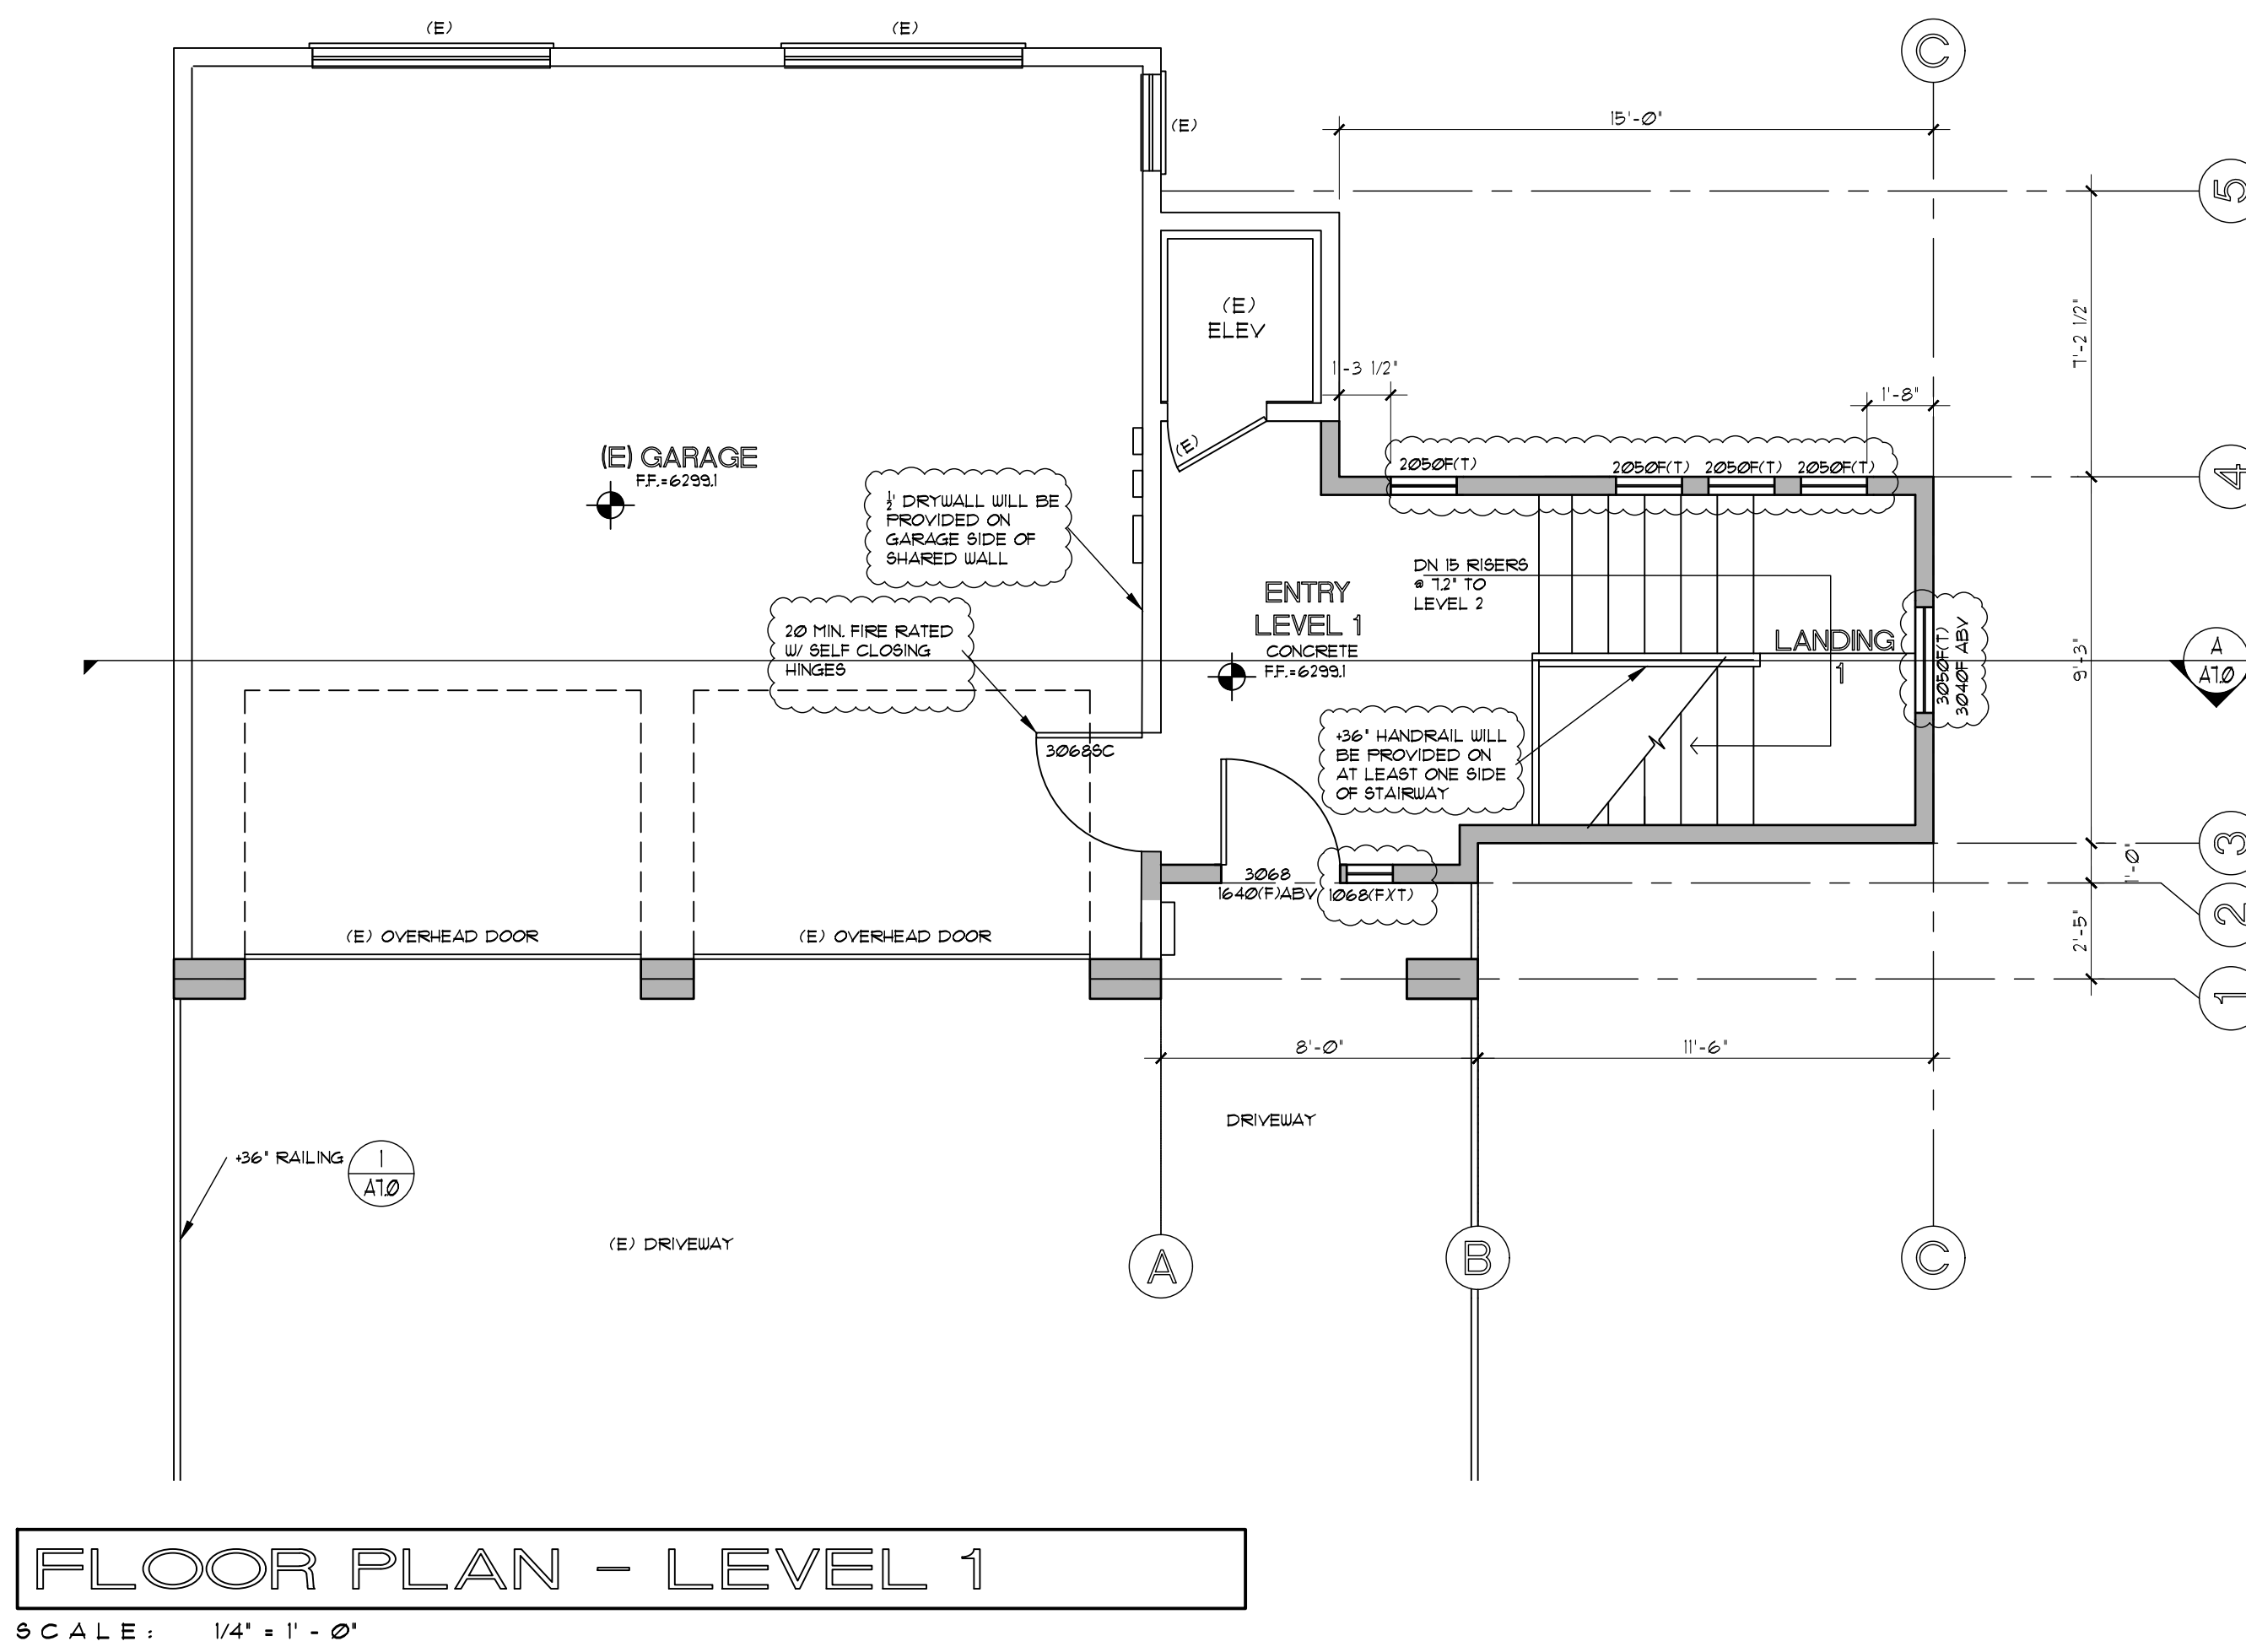 (E)
(E)
C
(E)
15'-0"
5
(E)
ELEV
7'-2 1/2"
1'-3 1/2"
1'-8"
(E)
(E) GARAGE
F.F.=6299.1
2050F(T)
2050F(T)
2050F(T)
2050F(T)
4
1/2' DRYWALL WILL BE
PROVIDED ON
GARAGE SIDE OF
SHARED WALL
DN 15 RISERS
@ 7.2" TO
LEVEL 2
ENTRY
LEVEL 1
CONCRETE
F.F.=6299.1
20 MIN. FIRE RATED
W/ SELF CLOSING
HINGES
LANDING
1
3050F(T)
3040F ABV
9'-3"
A
A7.0
+36" HANDRAIL WILL
BE PROVIDED ON
AT LEAST ONE SIDE
OF STAIRWAY
3068SC
3
1'-0"
3068
1640(F)ABV
1068(F)(T)
2
2'-5"
(E) OVERHEAD DOOR
(E) OVERHEAD DOOR
1
8'-0"
11'-6"
DRIVEWAY
+36" RAILING
1
A7.0
(E) DRIVEWAY
A
B
C
FLOOR PLAN - LEVEL 1
SCALE: 1/4" = 1' - 0"